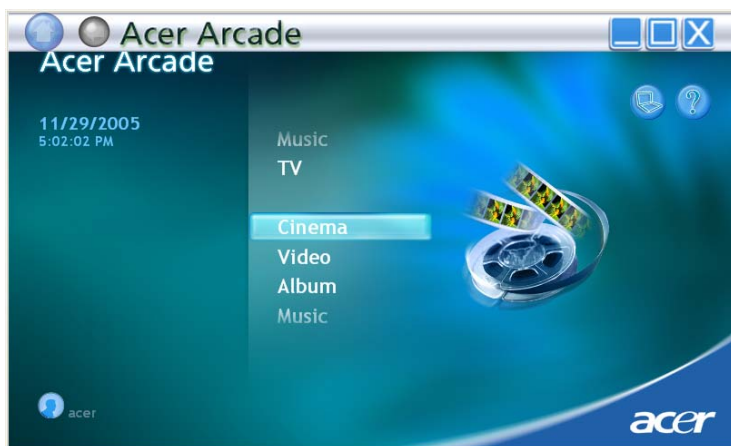 Acer Arcade
Acer Arcade
11/29/2005
5:02:02 PM
Music
TV
Cinema
Video
Album
Music
acer
acer